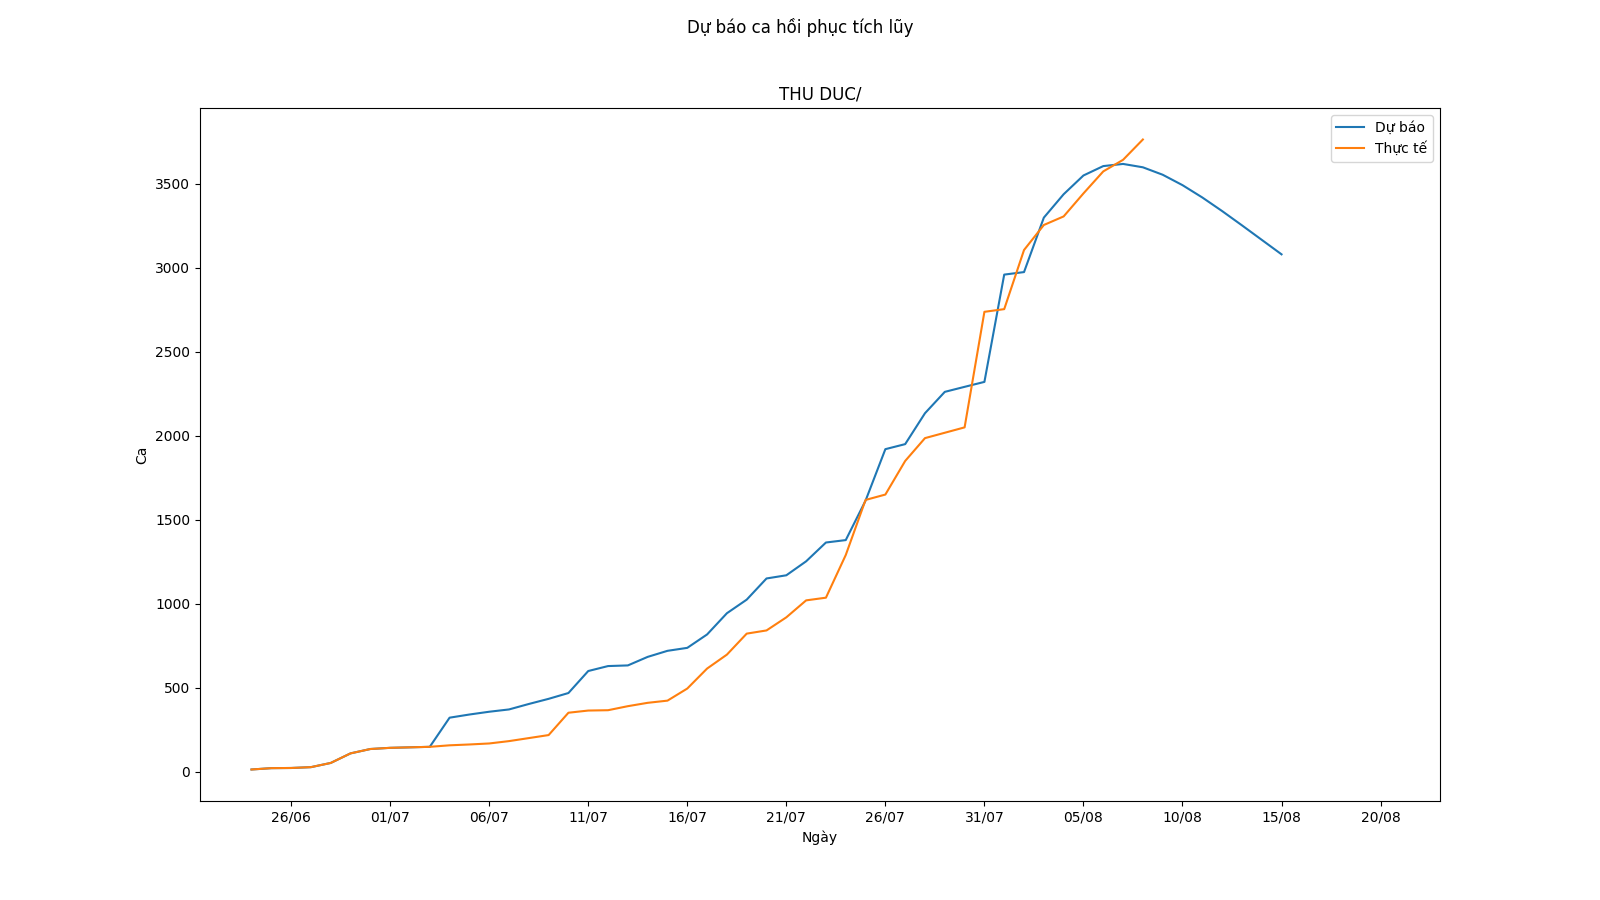 Dự báo ca hồi phục tích lũy
THU DUC/
Dự báo
Thực tế
3500
3000
2500
2000
1500
1000
500
0
Ca
26/06 01/07 06/07 11/07 16/07 21/07 26/07 31/07 05/08 10/08 15/08 20/08
Ngày